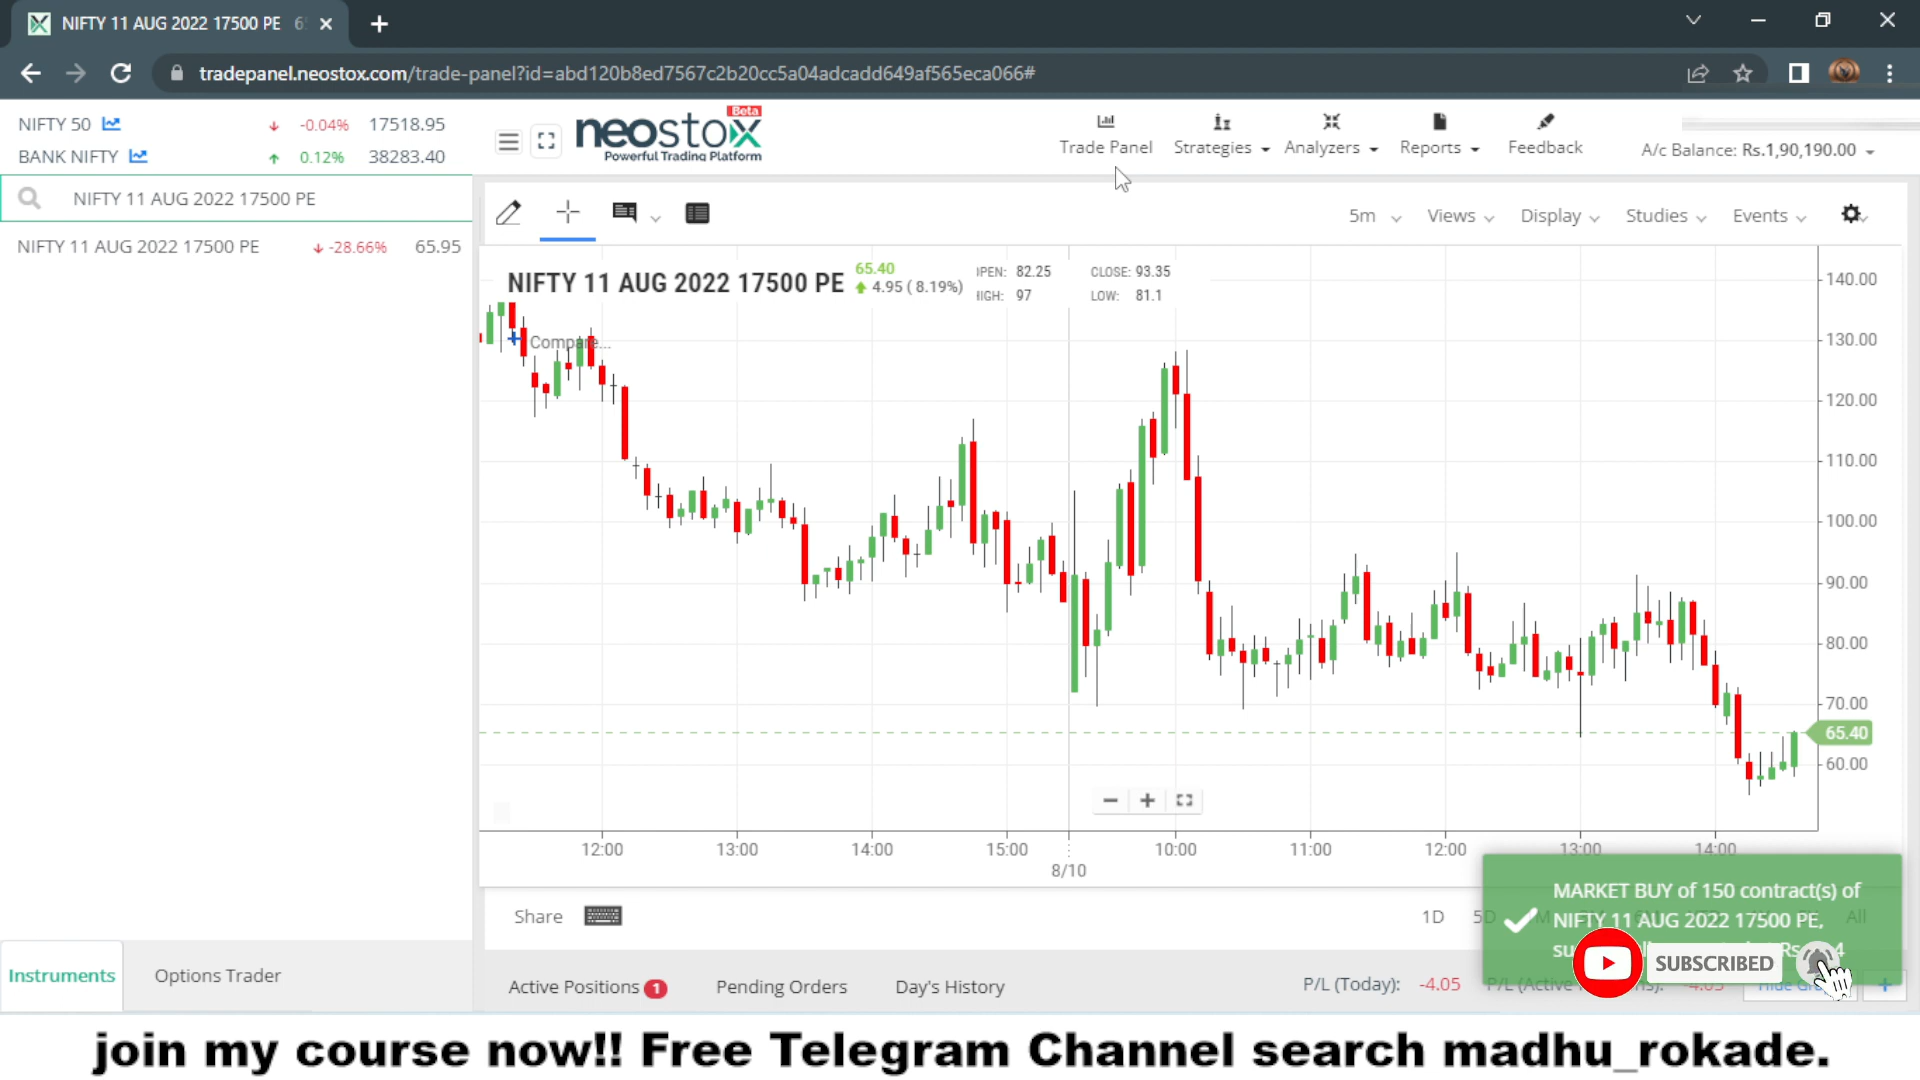 NIFTY 11 AUG 2022 17500 PE
tradepanel.neostox.com/trade-panel?id=abd120b8ed7567c2b20cc5a04adcadd649af565eca066#
NIFTY 50 -0.04% 17518.95
BANK NIFTY 0.12% 38283.40
neostox Beta
Powerful Trading Platform
Trade Panel Strategies Analyzers Reports Feedback A/c Balance: Rs.1,90,190.00
NIFTY 11 AUG 2022 17500 PE
NIFTY 11 AUG 2022 17500 PE -28.66% 65.95
5m Views Display Studies Events
NIFTY 11 AUG 2022 17500 PE 65.40 4.95 ( 8.19%)
OPEN: 82.25 CLOSE: 93.35
HIGH: 97 LOW: 81.1
Compare...
140.00
130.00
120.00
110.00
100.00
90.00
80.00
70.00
65.40
60.00
12:00 13:00 14:00 15:00 10:00 11:00 12:00 13:00 14:00
8/10
Share 1D All
MARKET BUY of 150 contract(s) of
NIFTY 11 AUG 2022 17500 PE,
SUBSCRIBED
Instruments Options Trader
Active Positions 1 Pending Orders Day's History P/L (Today): -4.05
join my course now!! Free Telegram Channel search madhu_rokade.